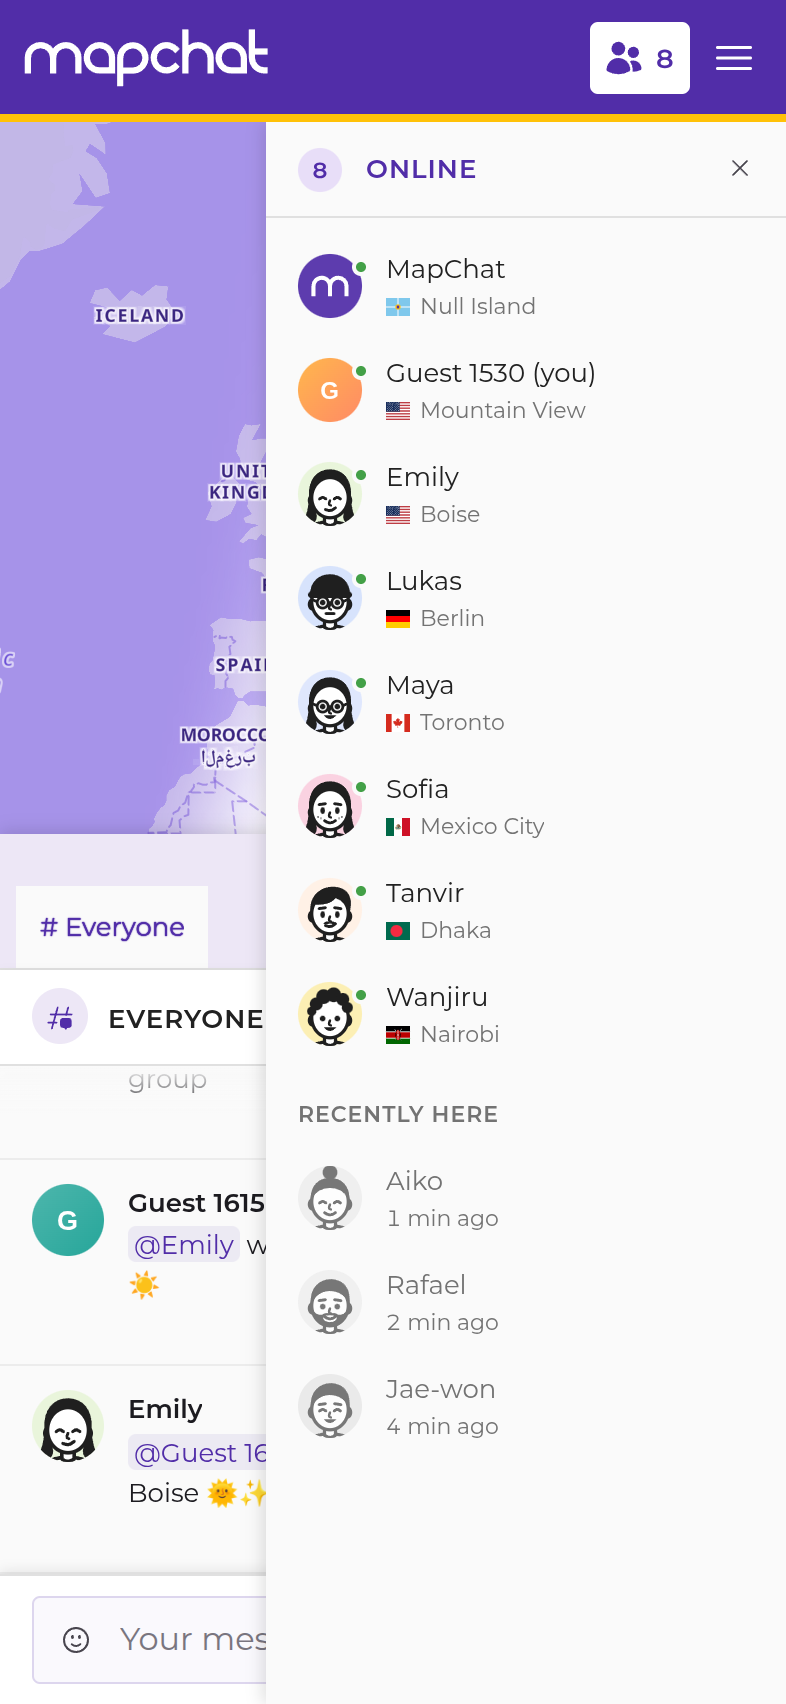 mapchat
8
8 ONLINE
MapChat
Null Island
G
Guest 1530 (you)
Mountain View
Emily
Boise
Lukas
Berlin
Maya
Toronto
Sofia
Mexico City
Tanvir
Dhaka
Wanjiru
Nairobi
RECENTLY HERE
Aiko
1 min ago
Rafael
2 min ago
Jae-won
4 min ago
ICELAND
UNIT
KINGD
SPAI
MOROCCO
المغرب
# Everyone
EVERYONE
group
G
Guest 1615
@Emily w
☀️
Emily
@Guest 16
Boise 🌞✨
Your mes